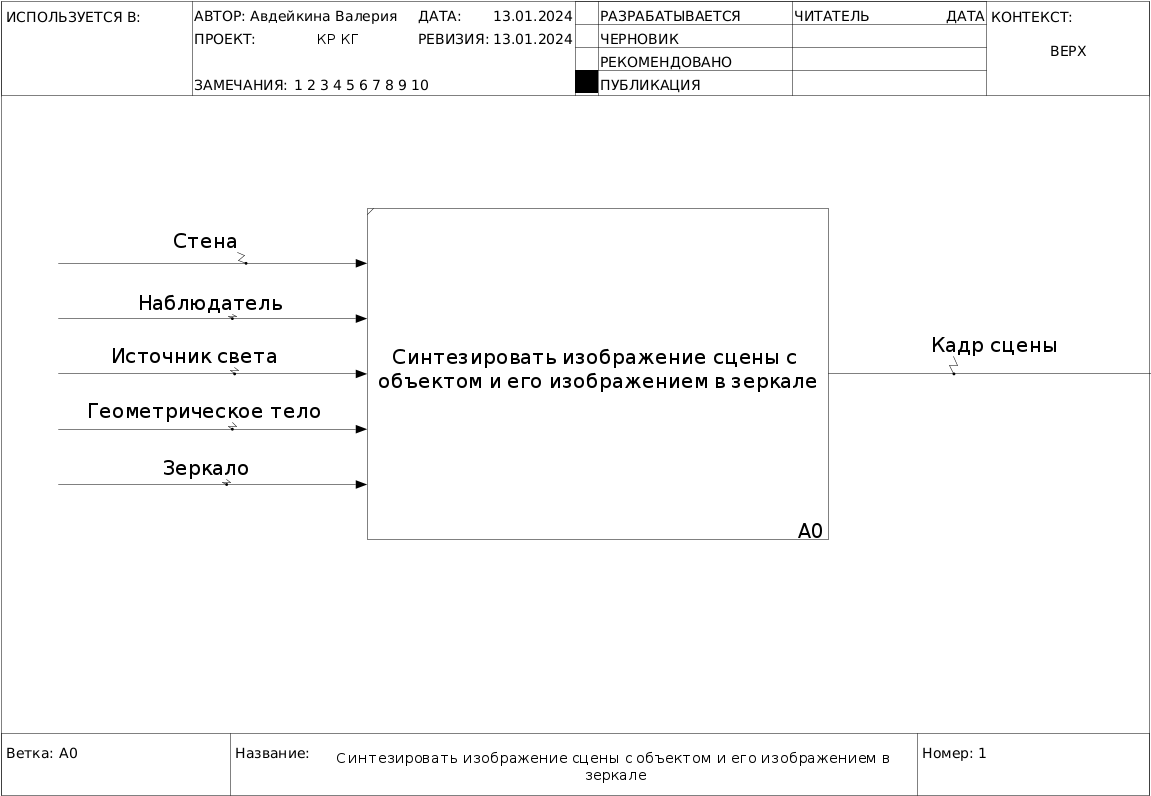 ИСПОЛЬЗУЕТСЯ В:
АВТОР: Авдейкина Валерия ДАТА: 13.01.2024
ПРОЕКТ: КР КГ РЕВИЗИЯ: 13.01.2024
ЗАМЕЧАНИЯ: 1 2 3 4 5 6 7 8 9 10
РАЗРАБАТЫВАЕТСЯ
ЧЕРНОВИК
РЕКОМЕНДОВАНО
ПУБЛИКАЦИЯ
ЧИТАТЕЛЬ ДАТА
КОНТЕКСТ:
ВЕРХ
Стена
Наблюдатель
Источник света
Геометрическое тело
Зеркало
Синтезировать изображение сцены с
объектом и его изображением в зеркале
A0
Кадр сцены
Ветка: A0
Название: Синтезировать изображение сцены с объектом и его изображением в
зеркале
Номер: 1